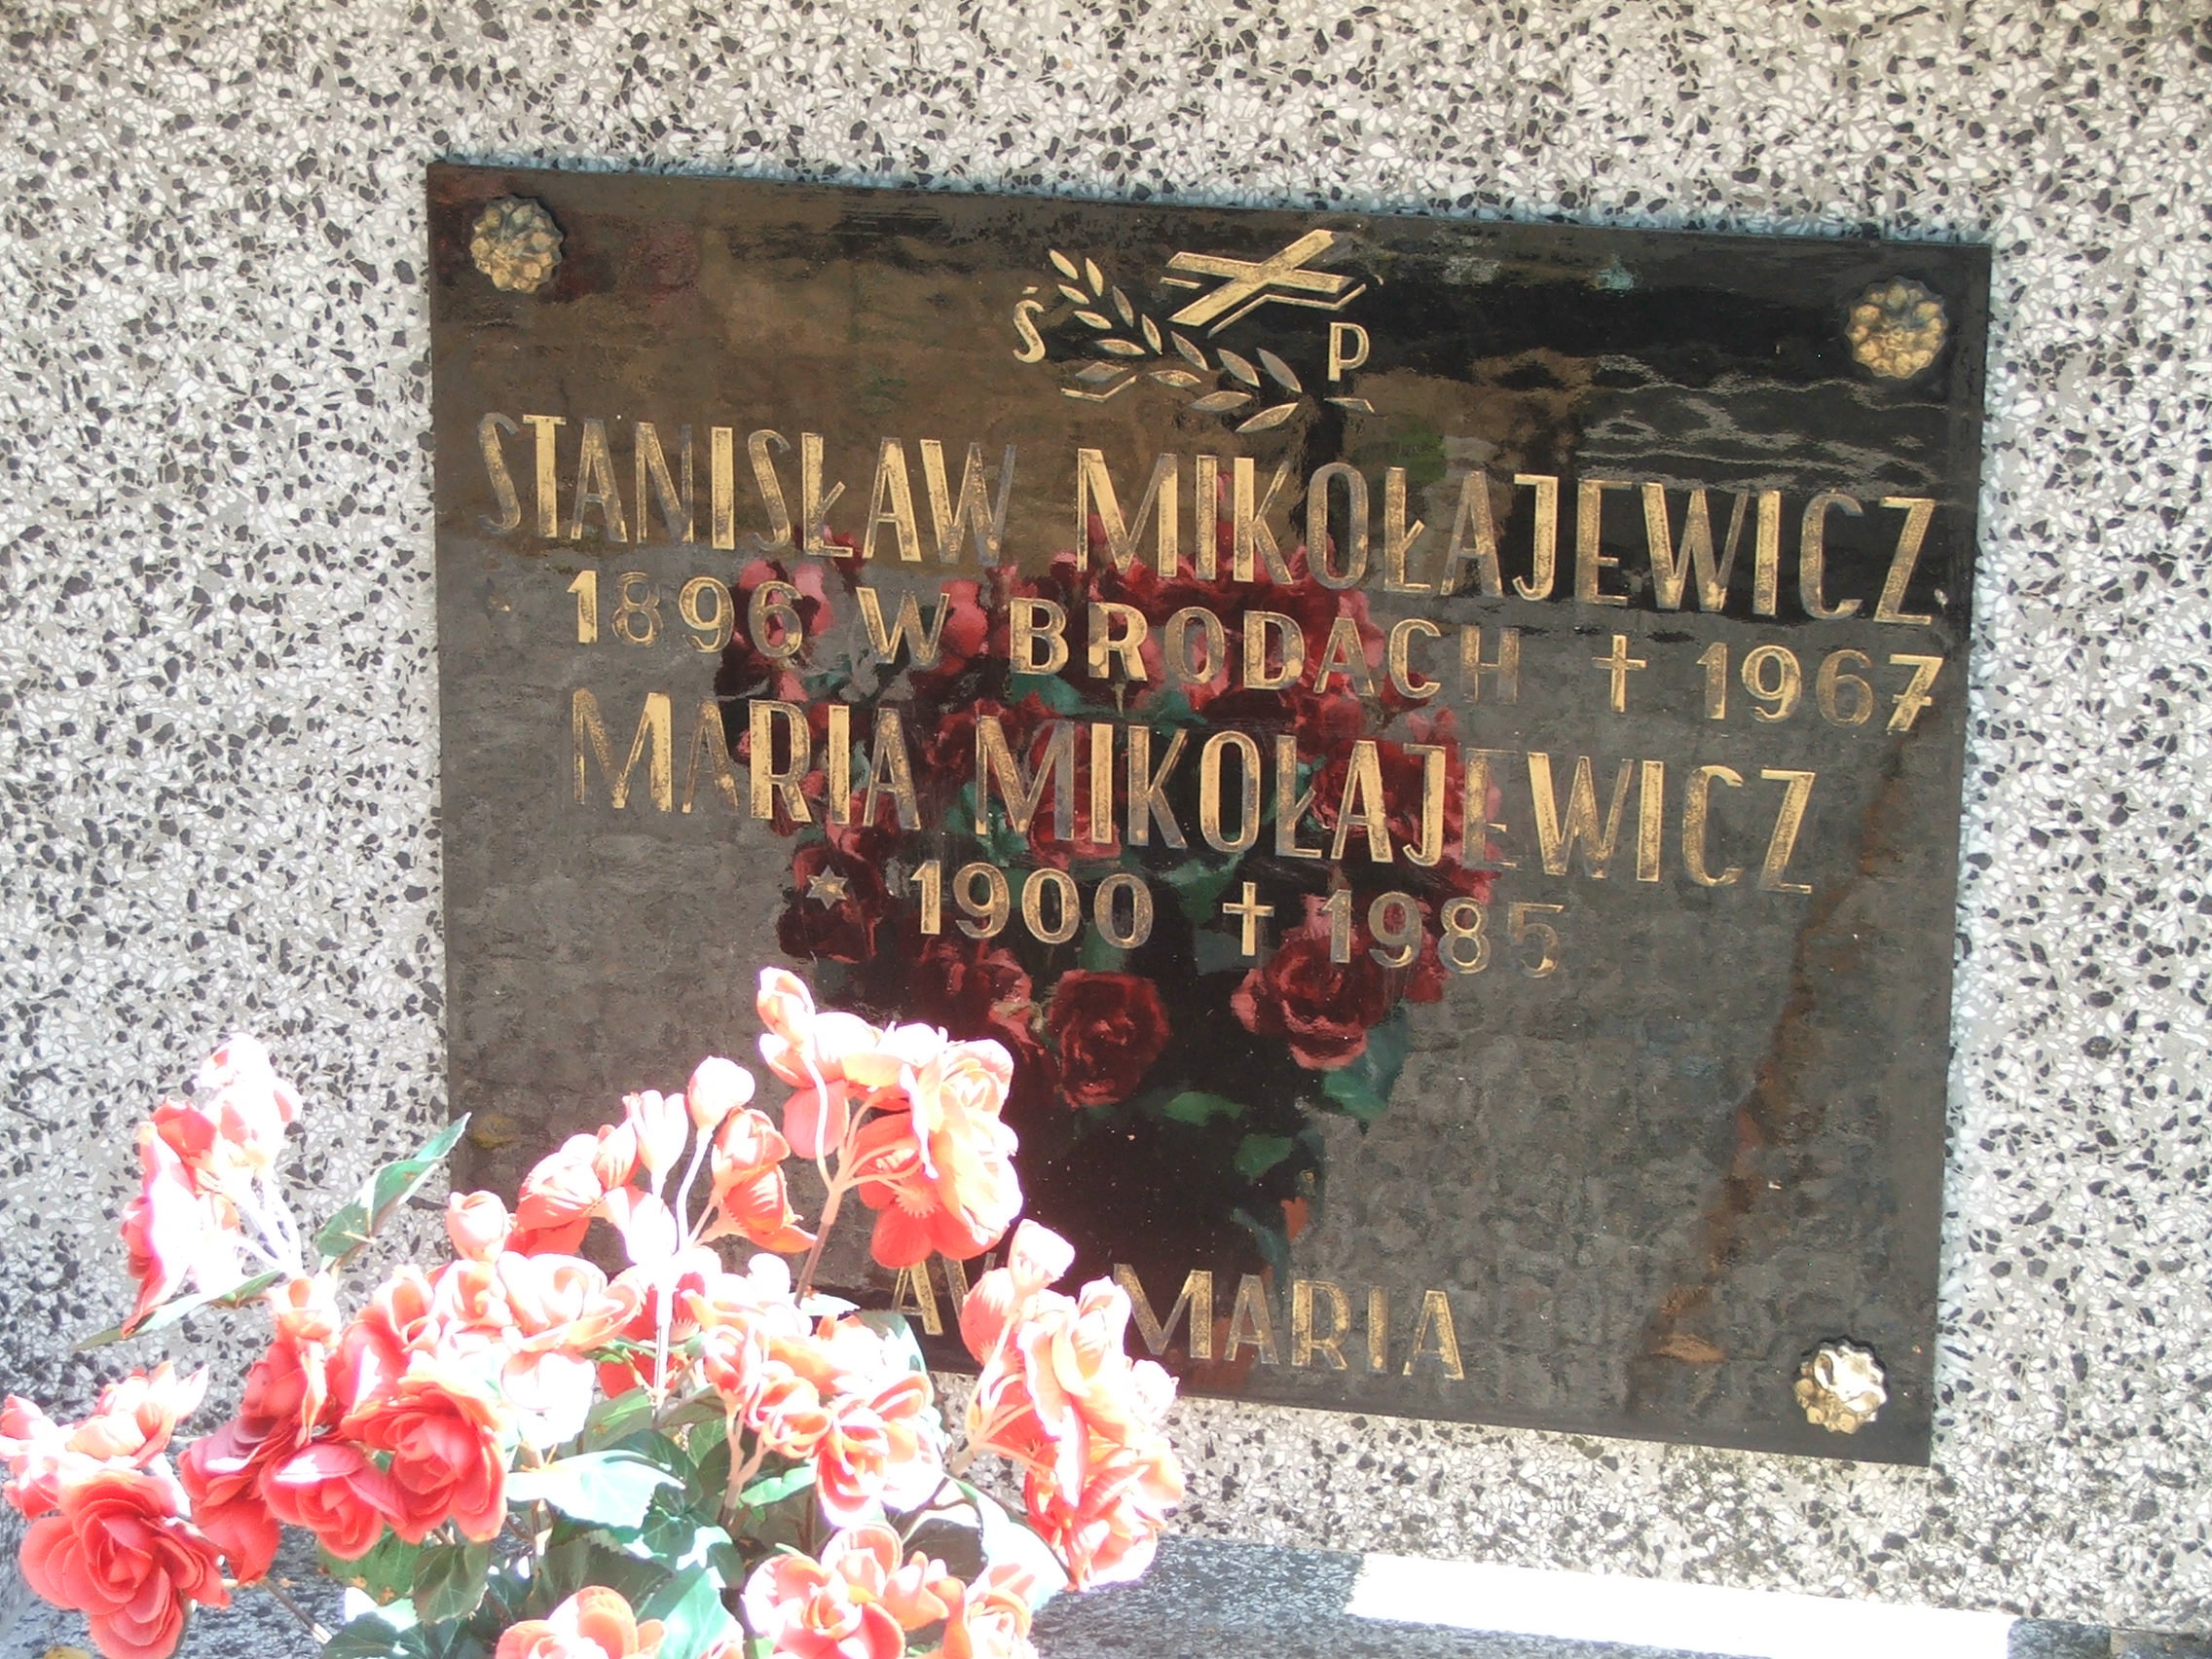 Ś P
STANISŁAW MIKOŁAJEWICZ
1896 W BRODACH † 1967
MARIA MIKOŁAJEWICZ
* 1900 † 1985
MARIA